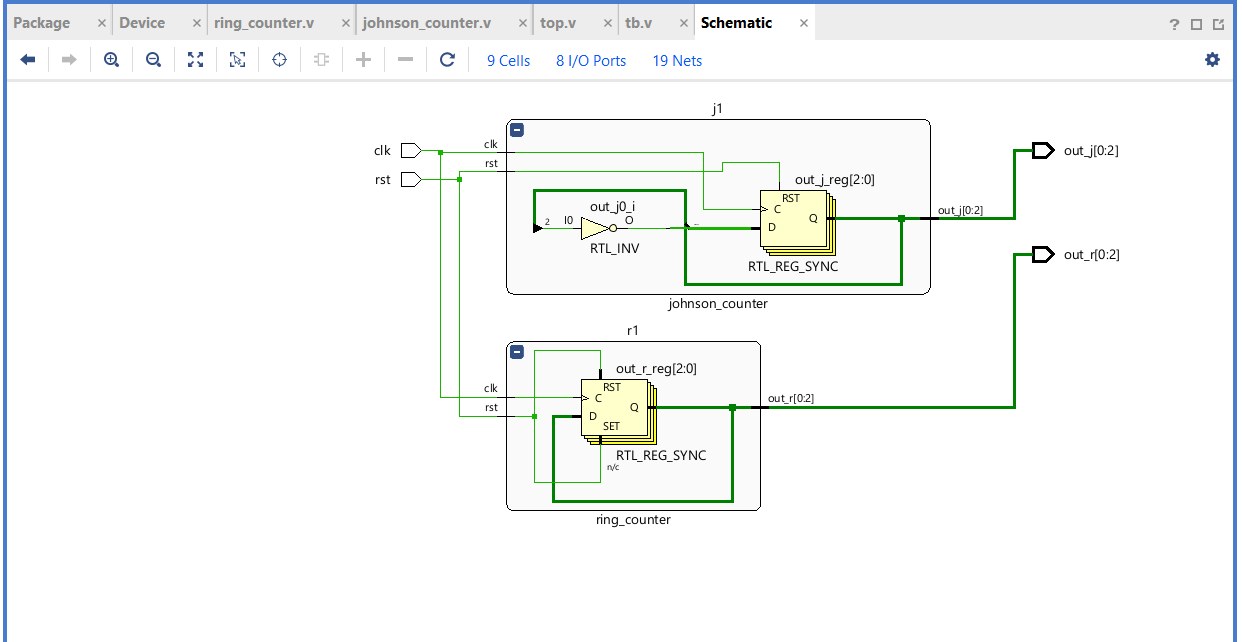 Package × Device × ring_counter.v × johnson_counter.v × top.v × tb.v × Schematic ×
9 Cells 8 I/O Ports 19 Nets
j1
clk
rst
clk
rst
out_j_reg[2:0]
RST
C
D
Q
RTL_REG_SYNC
out_j0_i
2
I0
O
RTL_INV
out_j[0:2]
out_j[0:2]
johnson_counter
r1
clk
rst
out_r_reg[2:0]
RST
C
D
Q
SET
RTL_REG_SYNC
n/c
out_r[0:2]
out_r[0:2]
ring_counter